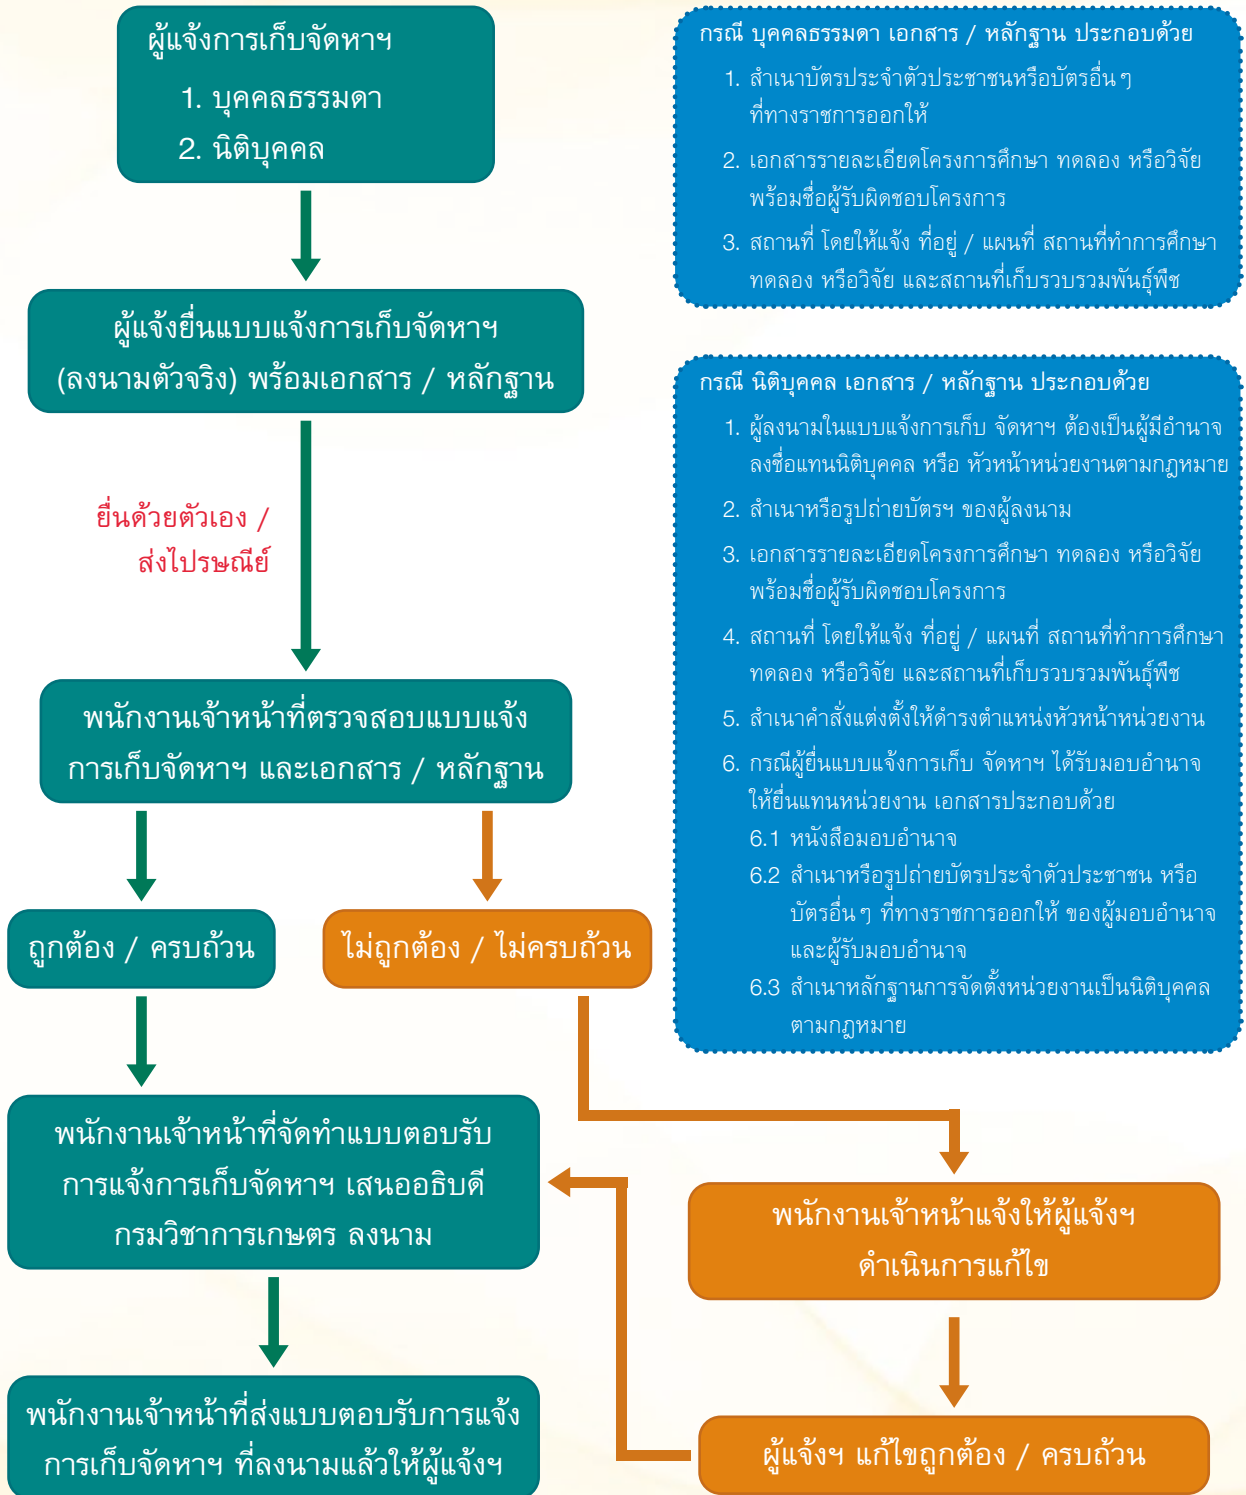 ผู้แจ้งการเก็บจัดหาฯ
1. บุคคลธรรมดา
2. นิติบุคคล
ผู้แจ้งยื่นแบบแจ้งการเก็บจัดหาฯ
(ลงนามตัวจริง) พร้อมเอกสาร / หลักฐาน
ยื่นด้วยตัวเอง /
ส่งไปรษณีย์
พนักงานเจ้าหน้าที่ตรวจสอบแบบแจ้ง
การเก็บจัดหาฯ และเอกสาร / หลักฐาน
ถูกต้อง / ครบถ้วน
ไม่ถูกต้อง / ไม่ครบถ้วน
พนักงานเจ้าหน้าที่จัดทำแบบตอบรับ
การแจ้งการเก็บจัดหาฯ เสนออธิบดี
กรมวิชาการเกษตร ลงนาม
พนักงานเจ้าหน้าแจ้งให้ผู้แจ้งฯ
ดำเนินการแก้ไข
พนักงานเจ้าหน้าที่ส่งแบบตอบรับการแจ้ง
การเก็บจัดหาฯ ที่ลงนามแล้วให้ผู้แจ้งฯ
ผู้แจ้งฯ แก้ไขถูกต้อง / ครบถ้วน
กรณี บุคคลธรรมดา เอกสาร / หลักฐาน ประกอบด้วย
1. สำเนาบัตรประจำตัวประชาชนหรือบัตรอื่นๆ
ที่ทางราชการออกให้
2. เอกสารรายละเอียดโครงการศึกษา ทดลอง หรือวิจัย
พร้อมชื่อผู้รับผิดชอบโครงการ
3. สถานที่ โดยให้แจ้ง ที่อยู่ / แผนที่ สถานที่ทำการศึกษา
ทดลอง หรือวิจัย และสถานที่เก็บรวบรวมพันธุ์พืช
กรณี นิติบุคคล เอกสาร / หลักฐาน ประกอบด้วย
1. ผู้ลงนามในแบบแจ้งการเก็บ จัดหาฯ ต้องเป็นผู้มีอำนาจ
ลงชื่อแทนนิติบุคคล หรือ หัวหน้าหน่วยงานตามกฎหมาย
2. สำเนาหรือรูปถ่ายบัตรฯ ของผู้ลงนาม
3. เอกสารรายละเอียดโครงการศึกษา ทดลอง หรือวิจัย
พร้อมชื่อผู้รับผิดชอบโครงการ
4. สถานที่ โดยให้แจ้ง ที่อยู่ / แผนที่ สถานที่ทำการศึกษา
ทดลอง หรือวิจัย และสถานที่เก็บรวบรวมพันธุ์พืช
5. สำเนาคำสั่งแต่งตั้งให้ดำรงตำแหน่งหัวหน้าหน่วยงาน
6. กรณีผู้ยื่นแบบแจ้งการเก็บ จัดหาฯ ได้รับมอบอำนาจ
ให้ยื่นแทนหน่วยงาน เอกสารประกอบด้วย
6.1 หนังสือมอบอำนาจ
6.2 สำเนาหรือรูปถ่ายบัตรประจำตัวประชาชน หรือ
บัตรอื่นๆ ที่ทางราชการออกให้ ของผู้มอบอำนาจ
และผู้รับมอบอำนาจ
6.3 สำเนาหลักฐานการจัดตั้งหน่วยงานเป็นนิติบุคคล
ตามกฎหมาย